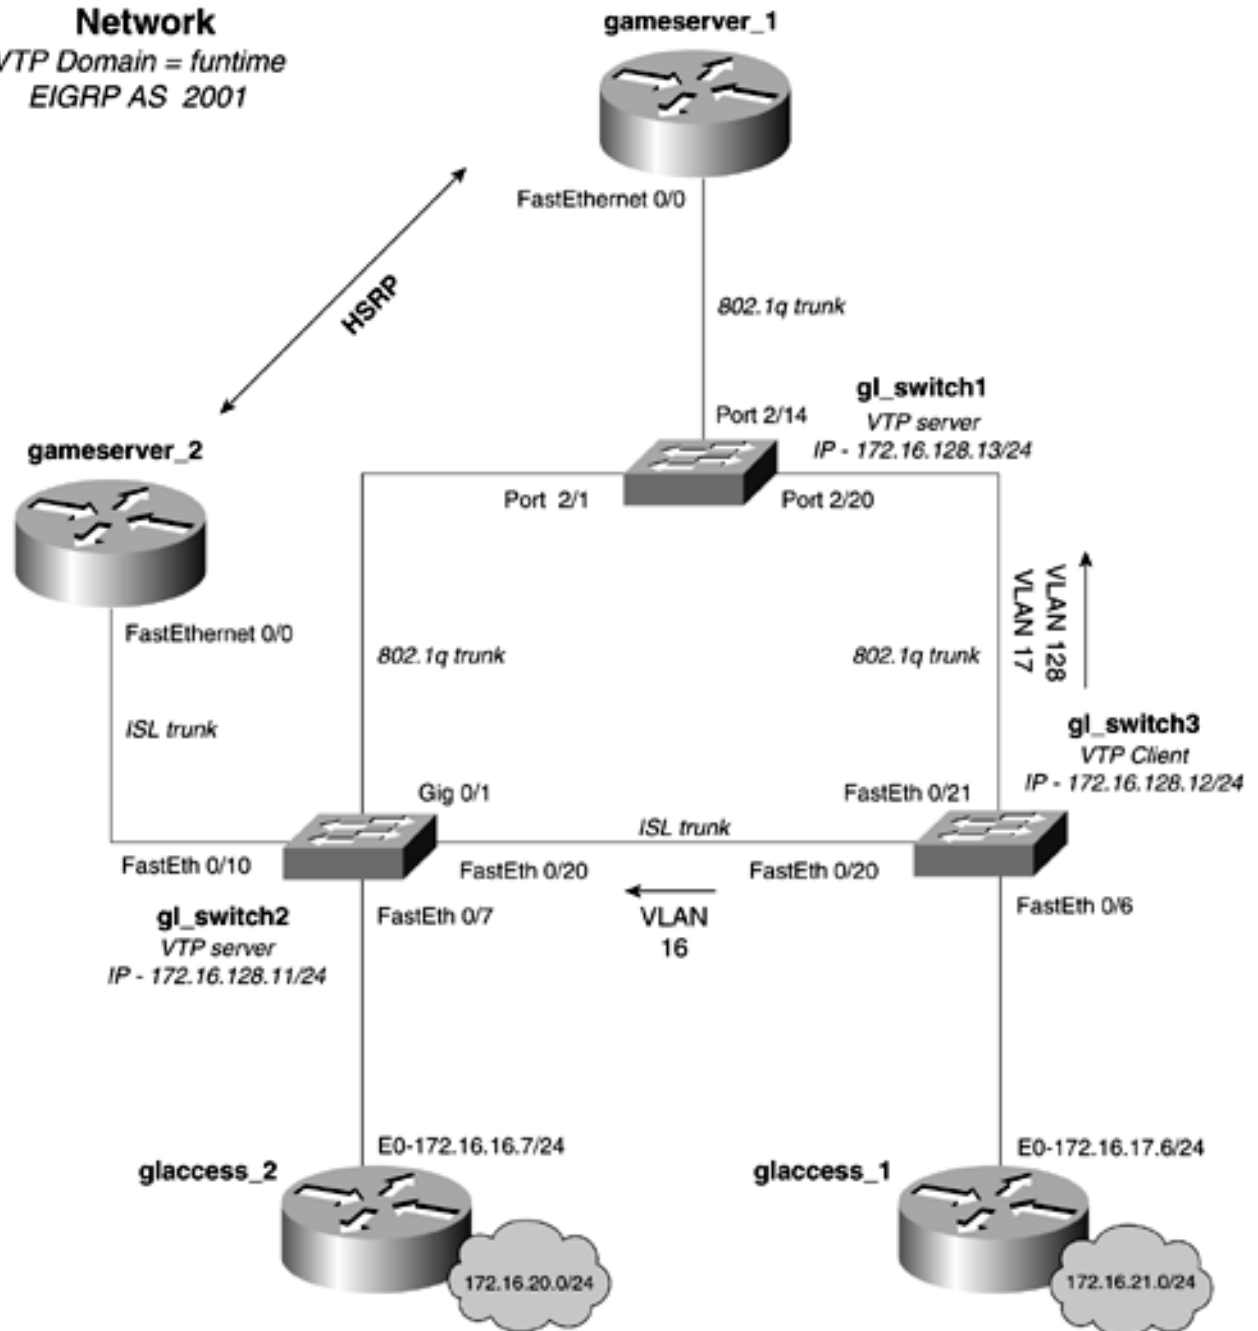 Network
VTP Domain = funtime
EIGRP AS 2001
gameserver_1
FastEthernet 0/0
HSRP
802.1q trunk
gl_switch1
VTP server
IP - 172.16.128.13/24
Port 2/14
gameserver_2
Port 2/1
Port 2/20
FastEthernet 0/0
802.1q trunk
802.1q trunk
VLAN 128
VLAN 17
ISL trunk
gl_switch3
VTP Client
IP - 172.16.128.12/24
Gig 0/1
FastEth 0/21
ISL trunk
FastEth 0/10
FastEth 0/20
FastEth 0/20
gl_switch2
VTP server
IP - 172.16.128.11/24
FastEth 0/7
VLAN
16
FastEth 0/6
E0-172.16.16.7/24
E0-172.16.17.6/24
glaccess_2
glaccess_1
172.16.20.0/24
172.16.21.0/24